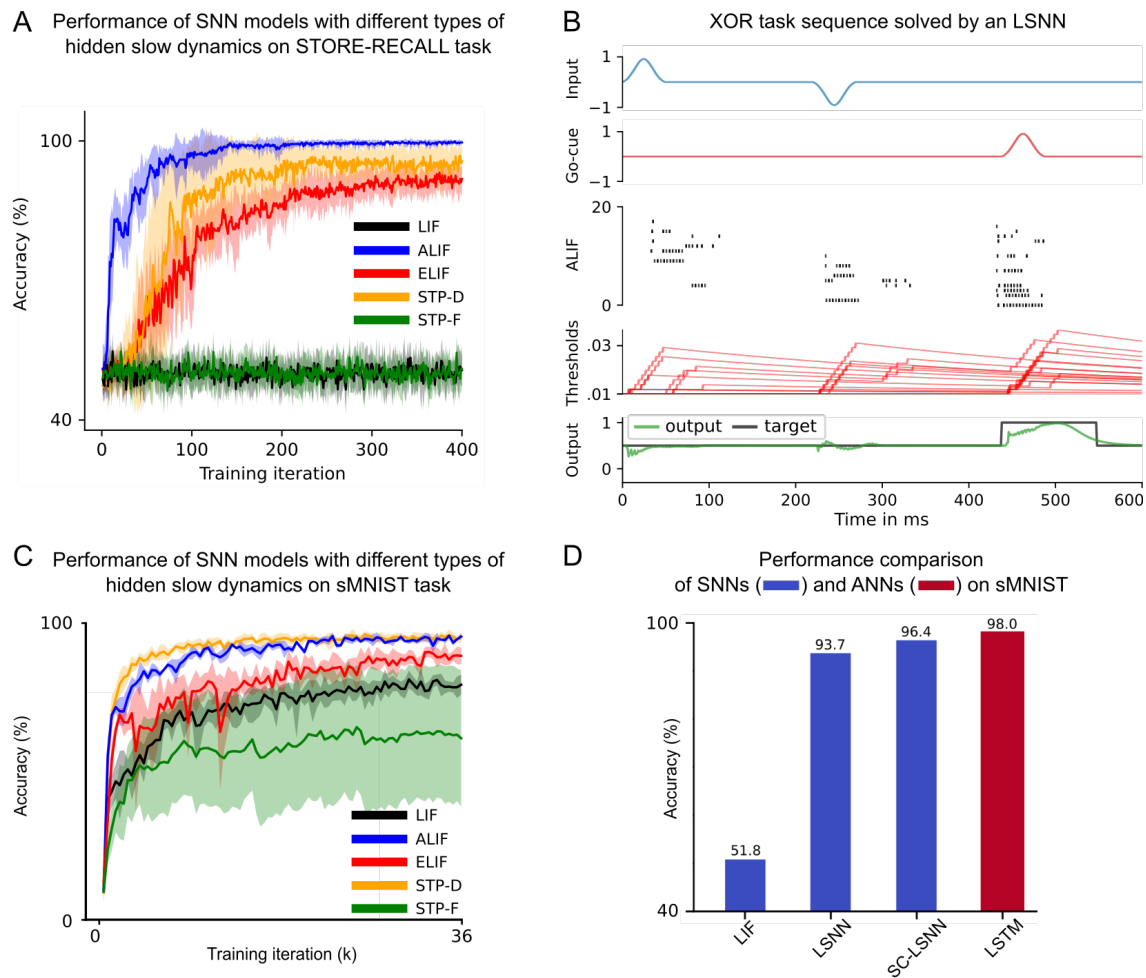 A Performance of SNN models with different types of
hidden slow dynamics on STORE-RECALL task
100
40
Accuracy (%)
LIF
ALIF
ELIF
STP-D
STP-F
0 100 200 300 400
Training iteration
B XOR task sequence solved by an LSNN
Input
1
−1
Go-cue
1
−1
ALIF
20
0
Thresholds
.03
.01
Output
1
0
output target
0 100 200 300 400 500 600
Time in ms
C Performance of SNN models with different types of
hidden slow dynamics on sMNIST task
100
0
Accuracy (%)
LIF
ALIF
ELIF
STP-D
STP-F
0 36
Training iteration (k)
D Performance comparison
of SNNs ( ) and ANNs ( ) on sMNIST
100
40
Accuracy (%)
51.8
93.7
96.4
98.0
LIF
LSNN
SC-LSNN
LSTM